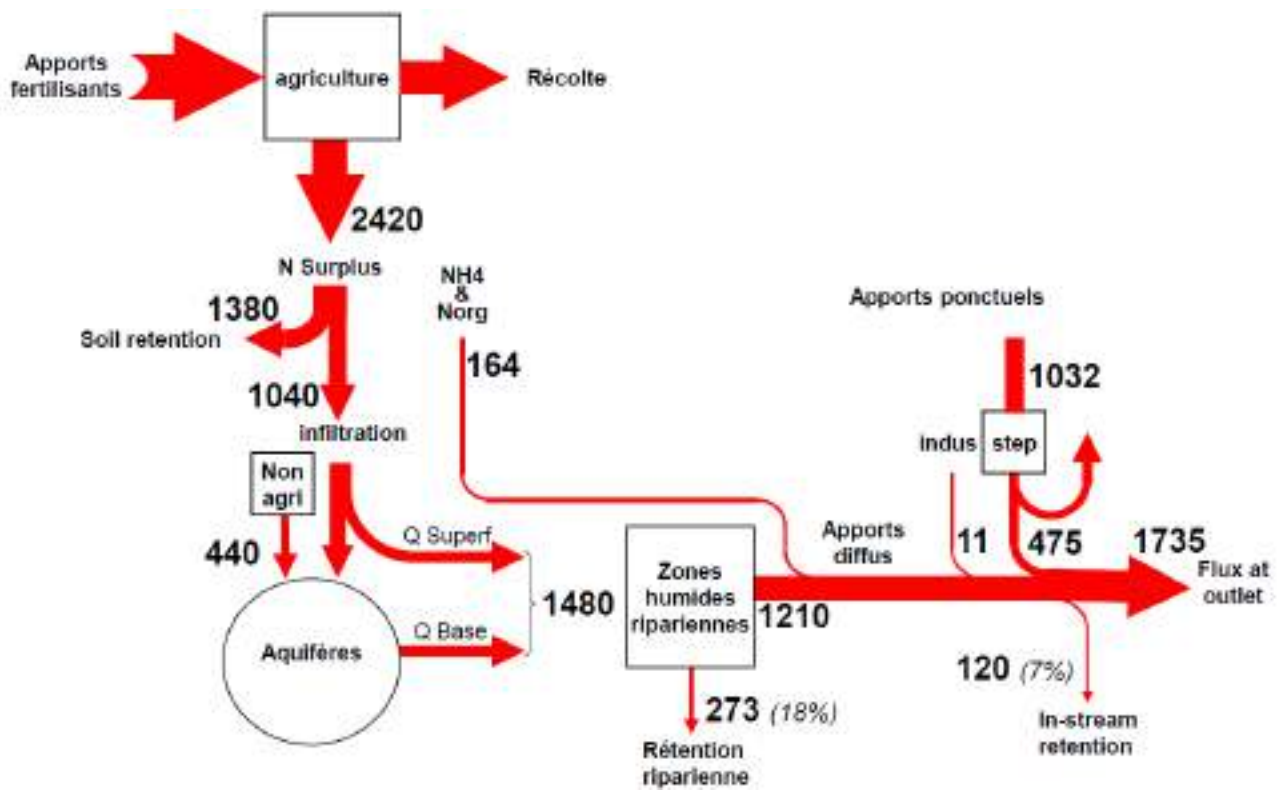 Apports
fertilisants
agriculture
Récolte
2420
N Surplus
1380
Soil retention
1040
infiltration
Non
agri
440
Aquifères
Q Superf
Q Base
1480
NH4
&
Norg
164
Zones
humides
ripariennes
1210
273 (18%)
Rétention
riparienne
Apports
diffus
Apports ponctuels
1032
indus
step
11
475
1735
Flux at
outlet
120 (7%)
In-stream
retention